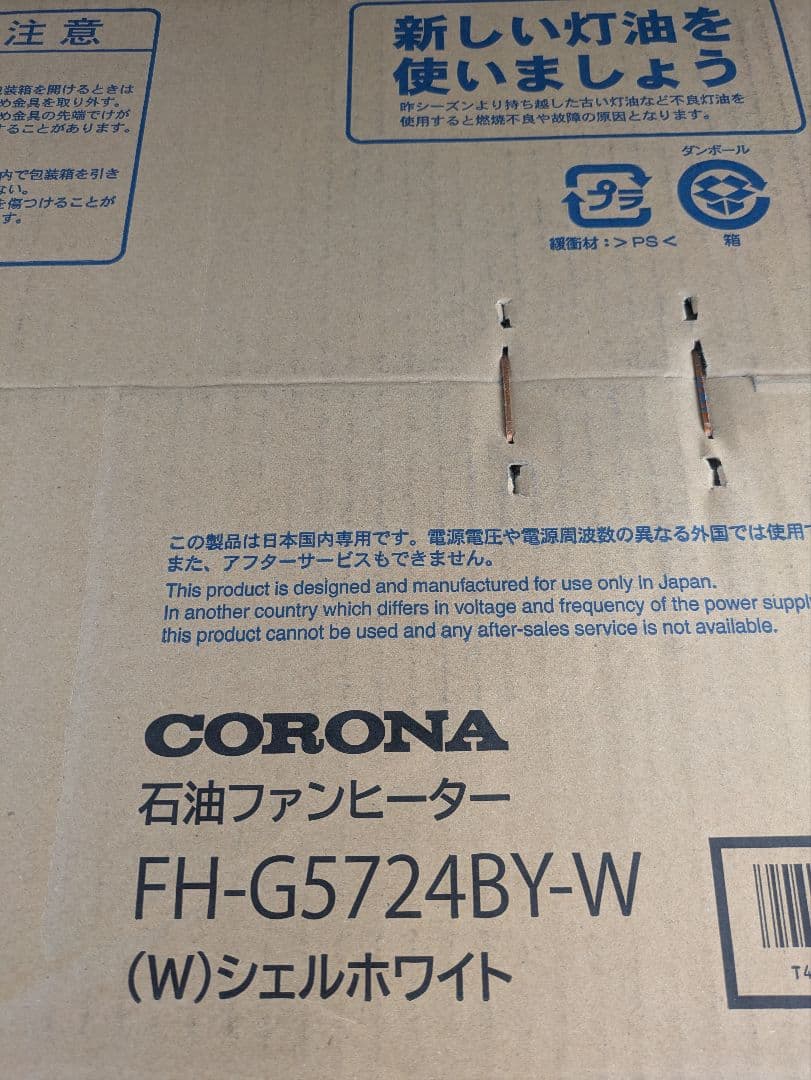 注意
包装箱を開けるときは
め金具を取り外す。
め金具の先端でけが
することがあります。
内で包装箱を引き
ない。
を傷つけることが
す。
新しい灯油を
使いましょう
昨シーズンより持ち越した古い灯油など不良灯油を
使用すると燃焼不良や故障の原因となります。
ダンボール
プラ
緩衝材:>PS<
箱
この製品は日本国内専用です。電源電圧や電源周波数の異なる外国では使用
また、アフターサービスもできません。
This product is designed and manufactured for use only in Japan.
In another country which differs in voltage and frequency of the power suppl
this product cannot be used and any after-sales service is not available.
CORONA
石油ファンヒーター
FH-G5724BY-W
(W)シェルホワイト
T4